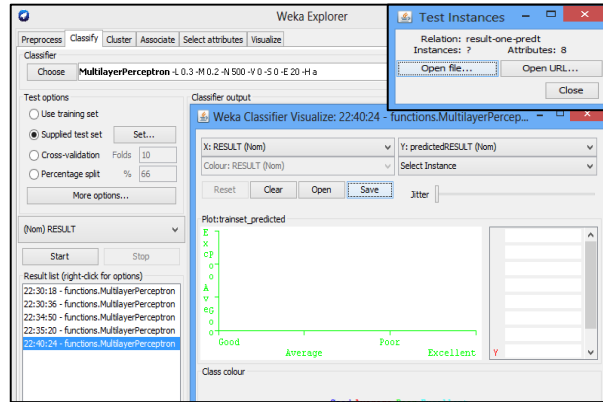 Weka Explorer
Preprocess Classify Cluster Associate Select attributes Visualize
Classifier
Choose MultilayerPerceptron -L 0.3 -M 0.2 -N 500 -V 0 -S 0 -E 20 -H a
Test Instances
Relation: result-one-predt
Instances: ? Attributes: 8
Open file... Open URL...
Close
Test options
Use training set
Supplied test set Set...
Cross-validation Folds 10
Percentage split % 66
More options...
(Nom) RESULT
Start Stop
Result list (right-click for options)
22:30:18 - functions.MultilayerPerceptron
22:30:36 - functions.MultilayerPerceptron
22:34:50 - functions.MultilayerPerceptron
22:35:20 - functions.MultilayerPerceptron
22:40:24 - functions.MultilayerPerceptron
Classifier output
Weka Classifier Visualize: 22:40:24 - functions.MultilayerPercep...
X: RESULT (Nom) Y: predictedRESULT (Nom)
Colour: RESULT (Nom) Select Instance
Reset Clear Open Save Jitter
Plot:trainset_predicted
Good Poor
Average Excellent
Y
Class colour